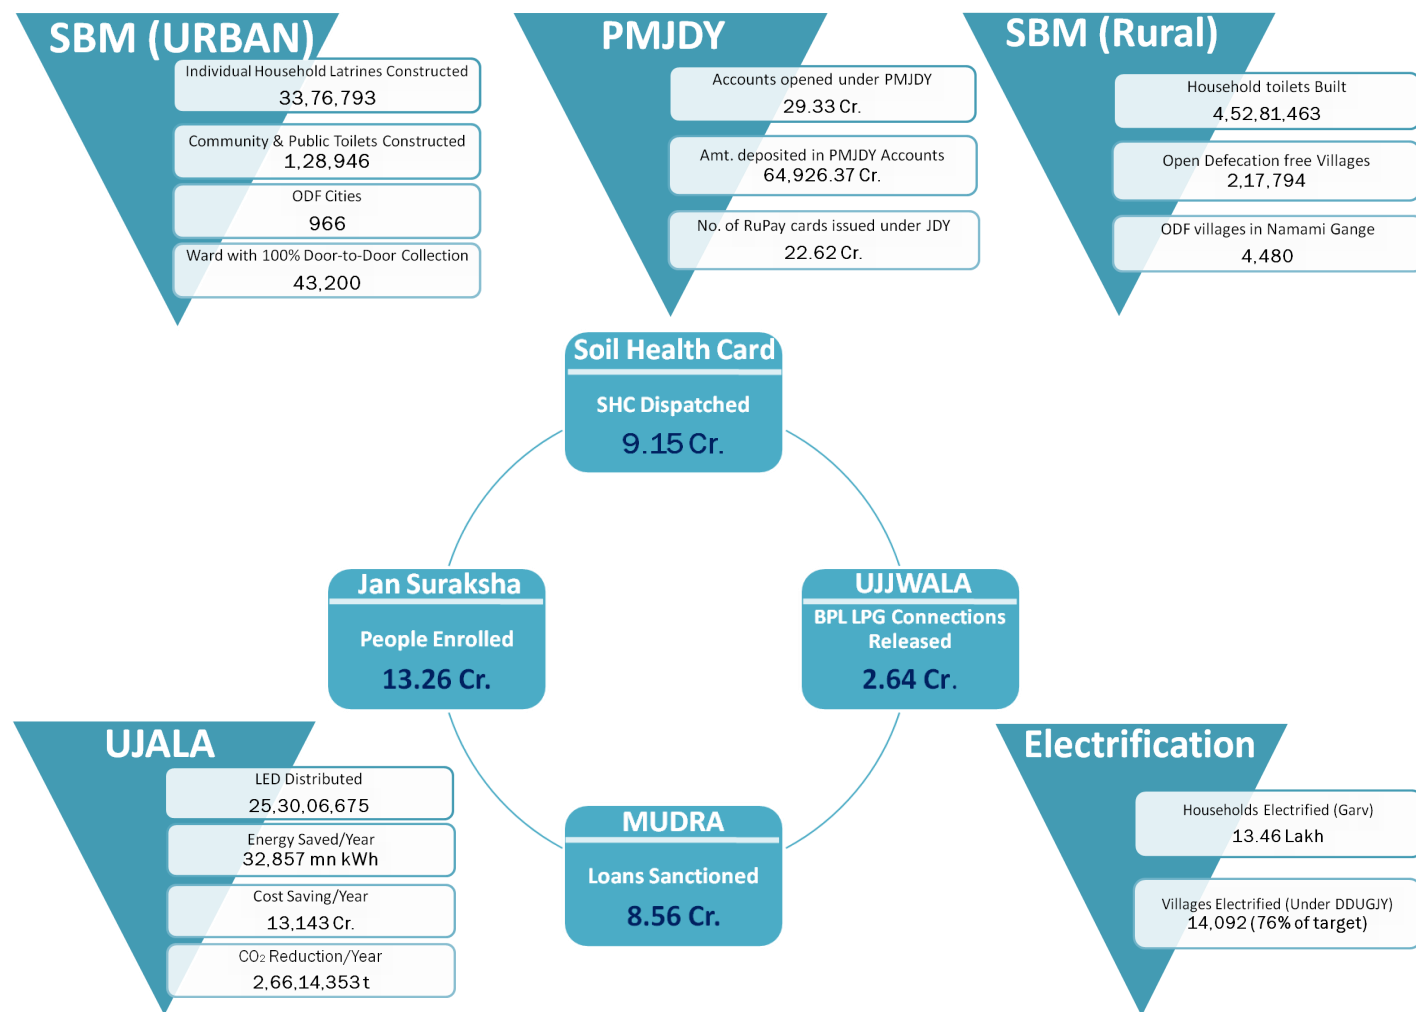 SBM (URBAN)
Individual Household Latrines Constructed
33,76,793
Community & Public Toilets Constructed
1,28,946
ODF Cities
966
Ward with 100% Door-to-Door Collection
43,200
PMJDY
Accounts opened under PMJDY
29.33 Cr.
Amt. deposited in PMJDY Accounts
64,926.37 Cr.
No. of RuPay cards issued under JDY
22.62 Cr.
SBM (Rural)
Household toilets Built
4,52,81,463
Open Defecation free Villages
2,17,794
ODF villages in Namami Gange
4,480
Soil Health Card
SHC Dispatched
9.15 Cr.
Jan Suraksha
People Enrolled
13.26 Cr.
UJJWALA
BPL LPG Connections
Released
2.64 Cr.
MUDRA
Loans Sanctioned
8.56 Cr.
UJALA
LED Distributed
25,30,06,675
Energy Saved/Year
32,857 mn kWh
Cost Saving/Year
13,143 Cr.
CO₂ Reduction/Year
2,66,14,353 t
Electrification
Households Electrified (Garv)
13.46 Lakh
Villages Electrified (Under DDUGJY)
14,092 (76% of target)